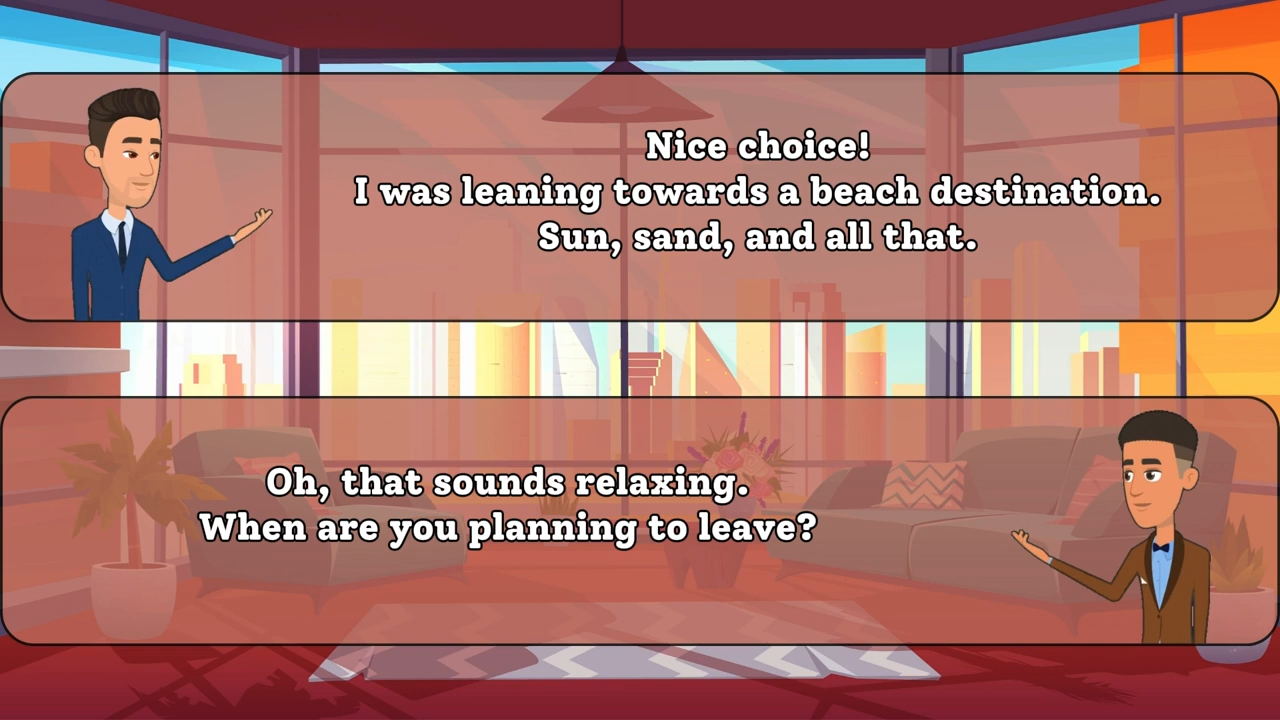 Nice choice!
I was leaning towards a beach destination.
Sun, sand, and all that.
Oh, that sounds relaxing.
When are you planning to leave?